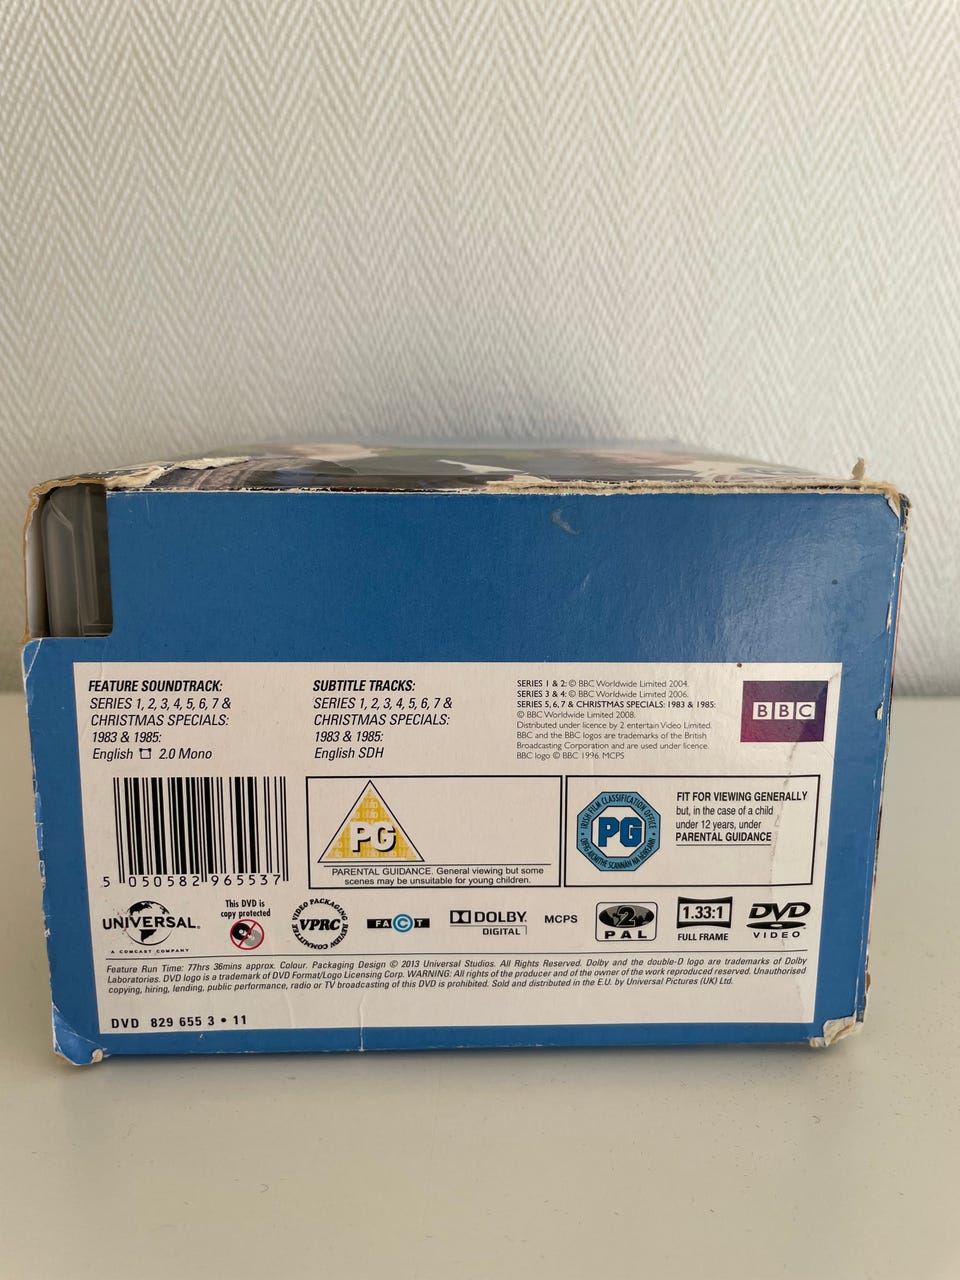 FEATURE SOUNDTRACK:
SERIES 1, 2, 3, 4, 5, 6, 7 &
CHRISTMAS SPECIALS:
1983 & 1985:
English 2.0 Mono
SUBTITLE TRACKS:
SERIES 1, 2, 3, 4, 5, 6, 7 &
CHRISTMAS SPECIALS:
1983 & 1985:
English SDH
SERIES 1 & 2: © BBC Worldwide Limited 2004.
SERIES 3 & 4: © BBC Worldwide Limited 2006.
SERIES 5, 6, 7 & CHRISTMAS SPECIALS: 1983 & 1985:
© BBC Worldwide Limited 2008.
Distributed under licence by 2 entertain Video Limited.
BBC and the BBC logos are trademarks of the British
Broadcasting Corporation and are used under licence.
BBC logo © BBC 1996. MCPS
BBC
5 050582 965537
PG
PARENTAL GUIDANCE. General viewing but some
scenes may be unsuitable for young children.
IRISH FILM CLASSIFICATION OFFICE
PG
FIT FOR VIEWING GENERALLY
but, in the case of a child
under 12 years, under
PARENTAL GUIDANCE
UNIVERSAL®
A COMCAST COMPANY
This DVD is
copy protected
VIDEO PACKAGING REVIEW COMMITTEE
VPRC
FACT
DOLBY
DIGITAL
MCPS
2
PAL
1.33:1
FULL FRAME
DVD
VIDEO™
Feature Run Time: 77hrs 36mins approx. Colour. Packaging Design © 2013 Universal Studios. All Rights Reserved. Dolby and the double-D logo are trademarks of Dolby
Laboratories. DVD logo is a trademark of DVD Format/Logo Licensing Corp. WARNING: All rights of the producer and of the owner of the work reproduced reserved. Unauthorised
copying, hiring, lending, public performance, radio or TV broadcasting of this DVD is prohibited. Sold and distributed in the E.U. by Universal Pictures (UK) Ltd.
DVD 829 655 3 • 11